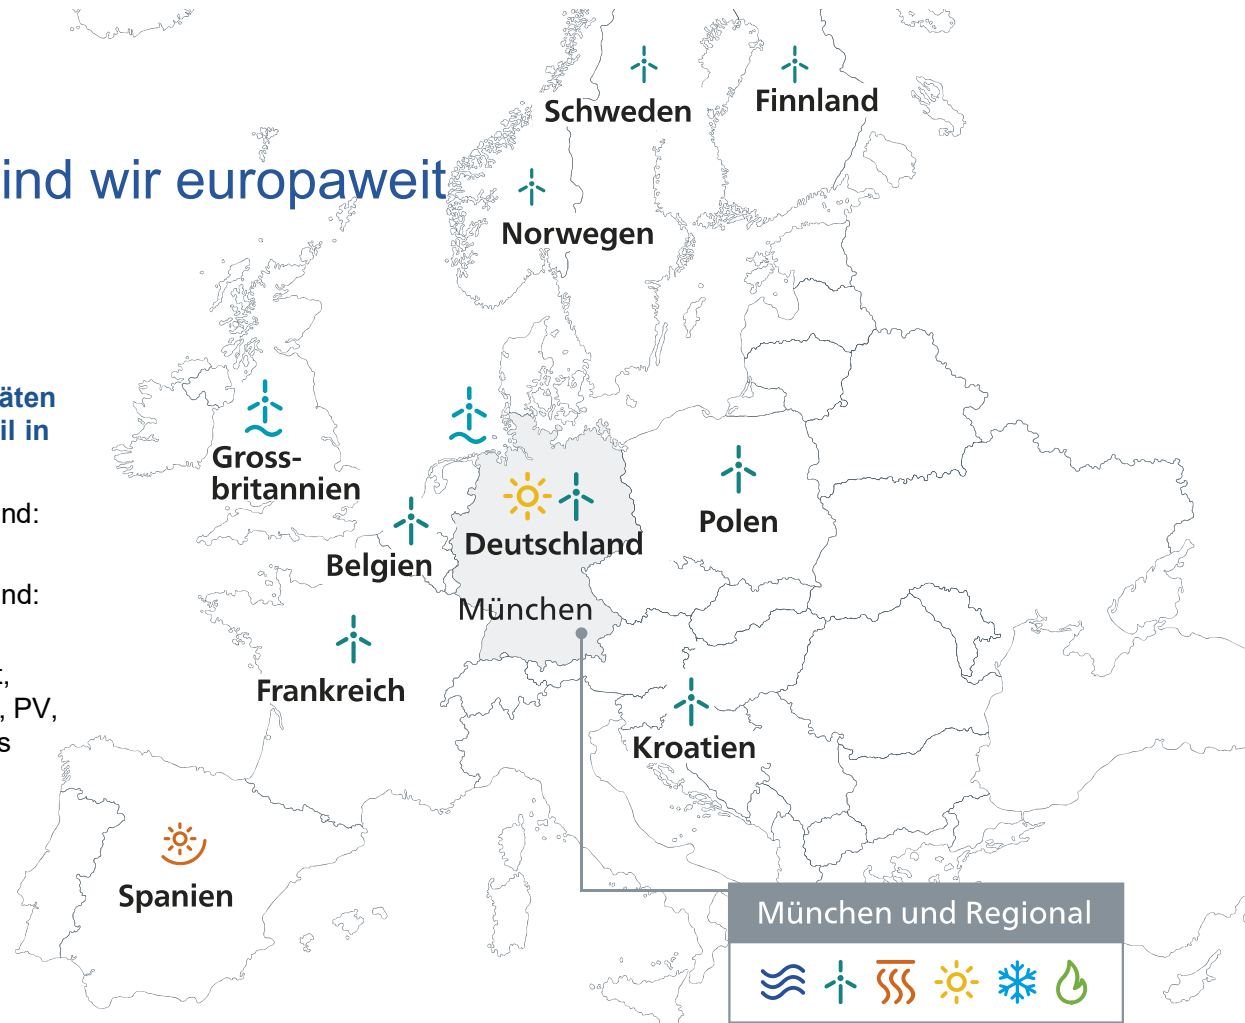 ind wir europaweit
äten
il in
nd:
nd:
t,
, PV,
s
Schweden
Finnland
Norwegen
Gross-
britannien
Belgien
Deutschland
Polen
München
Frankreich
Kroatien
Spanien
München und Regional